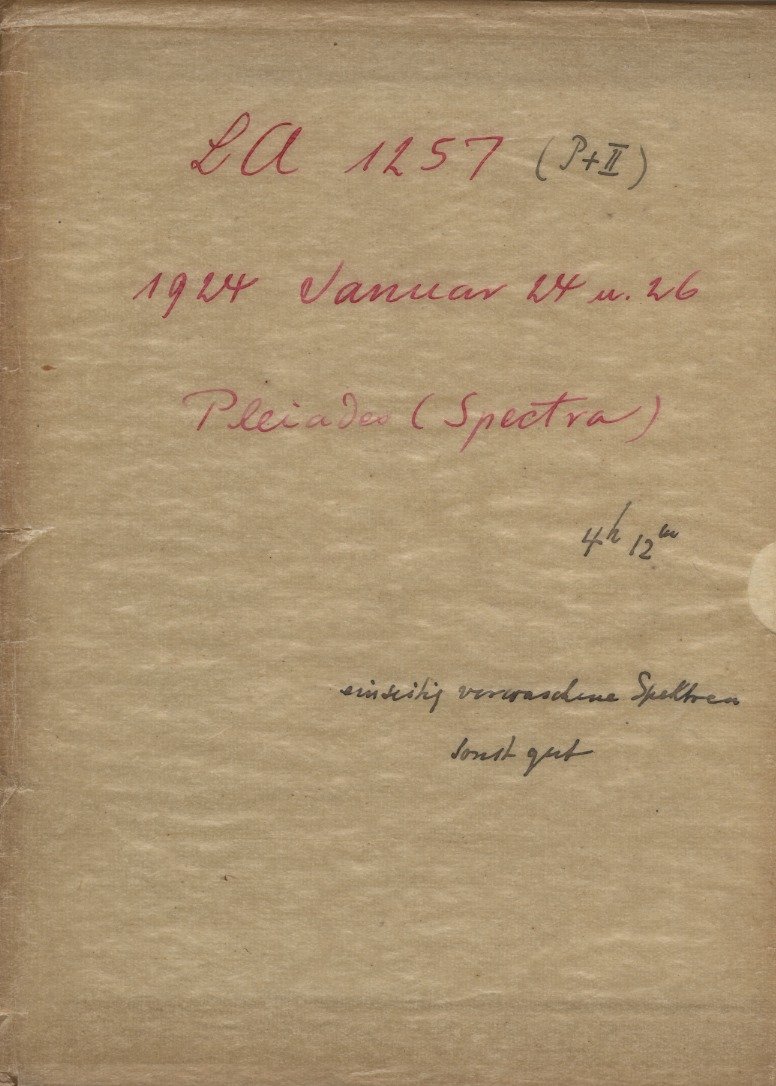 LA 1257 (P+II)
1924 Januar 24 u. 26
Pleiades (Spectra)
4h 12m
einseitig verwaschene Spektren
sonst gut